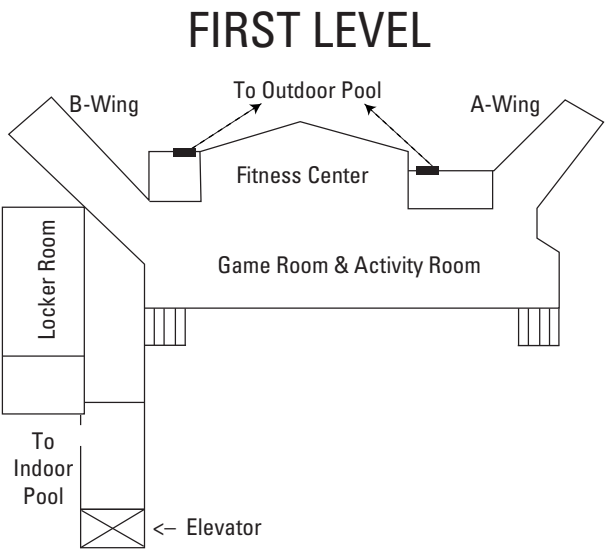 FIRST LEVEL
B-Wing
To Outdoor Pool
A-Wing
Fitness Center
Game Room & Activity Room
Locker Room
To
Indoor
Pool
<– Elevator